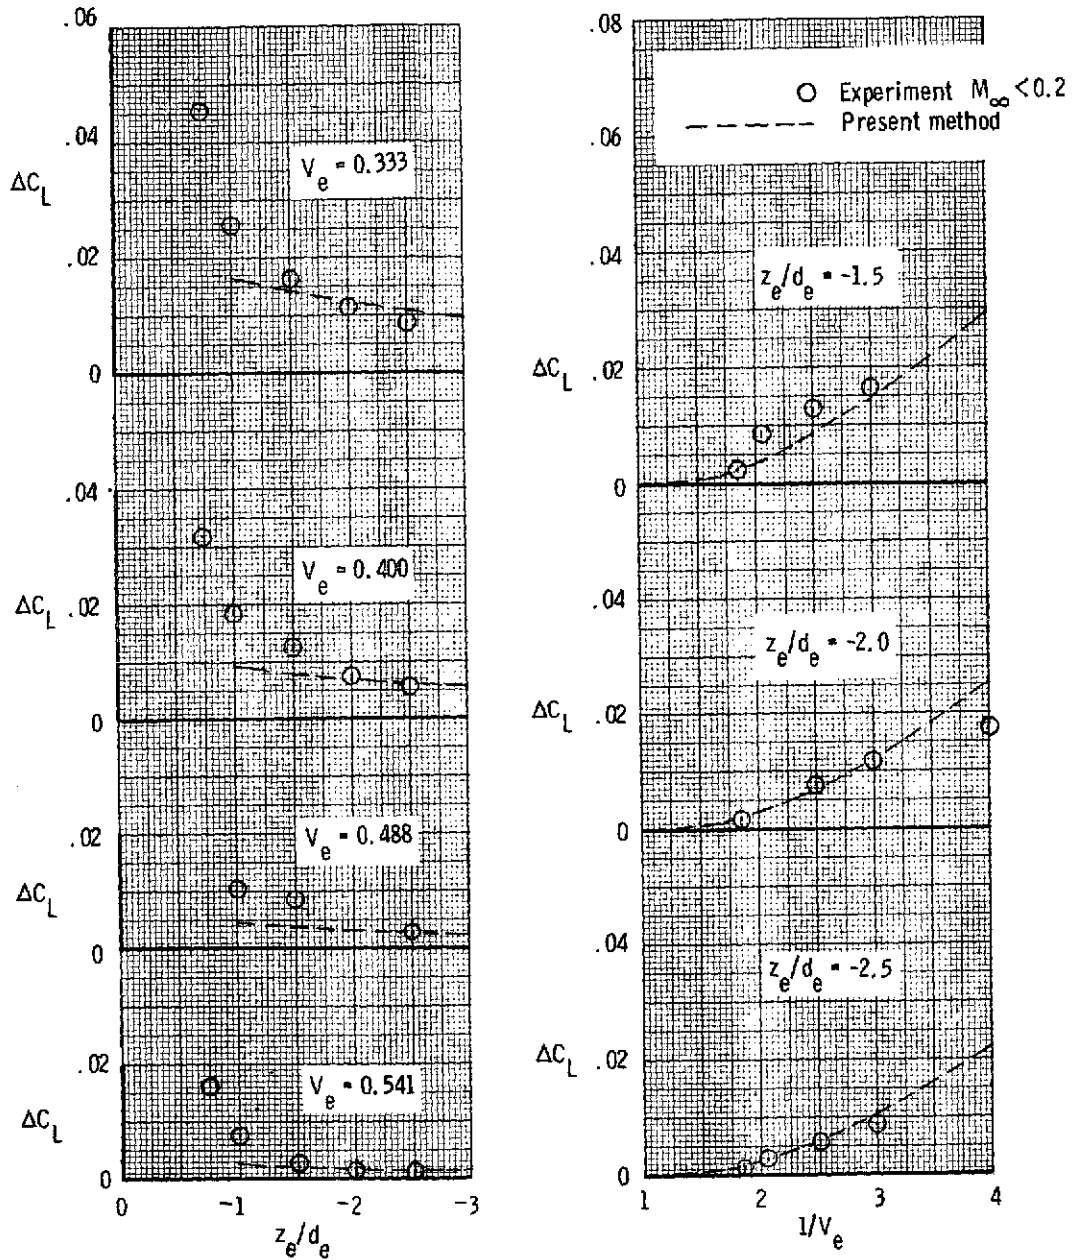 .06
.04
V_e = 0.333
ΔC_L
.02
0
.04
V_e = 0.400
ΔC_L .02
0
.02
V_e = 0.488
ΔC_L
0
.02
V_e = 0.541
ΔC_L
0
0 -1 -2 -3
z_e/d_e
.08
O Experiment M_∞ < 0.2
Present method
.06
.04
z_e/d_e = -1.5
ΔC_L .02
0
.04
z_e/d_e = -2.0
ΔC_L .02
0
.04
z_e/d_e = -2.5
ΔC_L .02
0
1 2 3 4
1/V_e